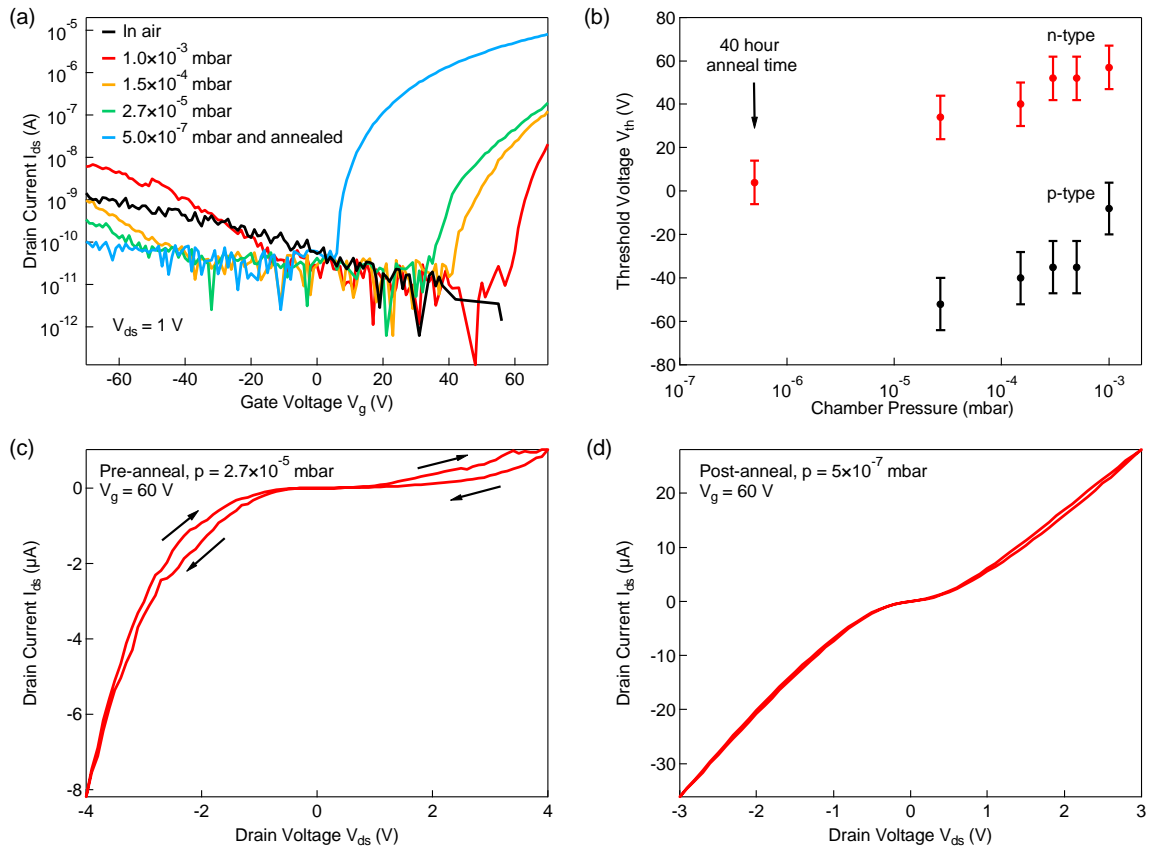 (a)
In air
1.0×10⁻³ mbar
1.5×10⁻⁴ mbar
2.7×10⁻⁵ mbar
5.0×10⁻⁷ mbar and annealed
V_ds = 1 V
Drain Current I_ds (A)
10⁻⁵
10⁻⁶
10⁻⁷
10⁻⁸
10⁻⁹
10⁻¹⁰
10⁻¹¹
10⁻¹²
-60 -40 -20 0 20 40 60
Gate Voltage V_g (V)
(b)
n-type
40 hour
anneal time
p-type
Threshold Voltage V_th (V)
80
60
40
20
0
-20
-40
-60
-80
10⁻⁷ 10⁻⁶ 10⁻⁵ 10⁻⁴ 10⁻³
Chamber Pressure (mbar)
(c)
Pre-anneal, p = 2.7×10⁻⁵ mbar
V_g = 60 V
Drain Current I_ds (µA)
0
-2
-4
-6
-8
-4 -2 0 2 4
Drain Voltage V_ds (V)
(d)
Post-anneal, p = 5×10⁻⁷ mbar
V_g = 60 V
Drain Current I_ds (µA)
20
10
0
-10
-20
-30
-3 -2 -1 0 1 2 3
Drain Voltage V_ds (V)